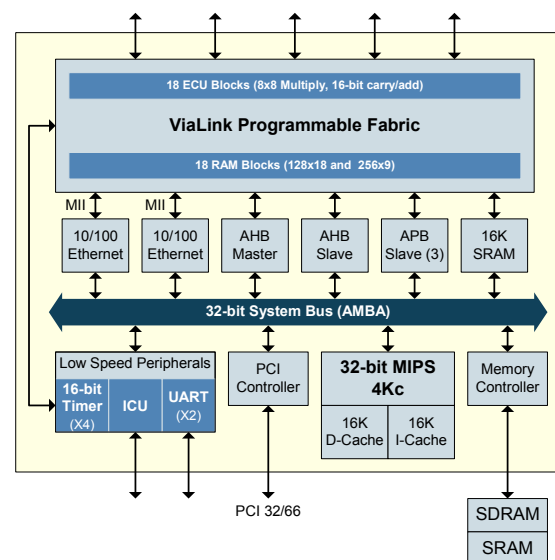 18 ECU Blocks (8x8 Multiply, 16-bit carry/add)
ViaLink Programmable Fabric
18 RAM Blocks (128x18 and 256x9)
MII
MII
10/100
Ethernet
10/100
Ethernet
AHB
Master
AHB
Slave
APB
Slave (3)
16K
SRAM
32-bit System Bus (AMBA)
Low Speed Peripherals
16-bit
Timer
(X4)
ICU
UART
(X2)
PCI
Controller
32-bit MIPS
4Kc
16K
D-Cache
16K
I-Cache
Memory
Controller
PCI 32/66
SDRAM
SRAM